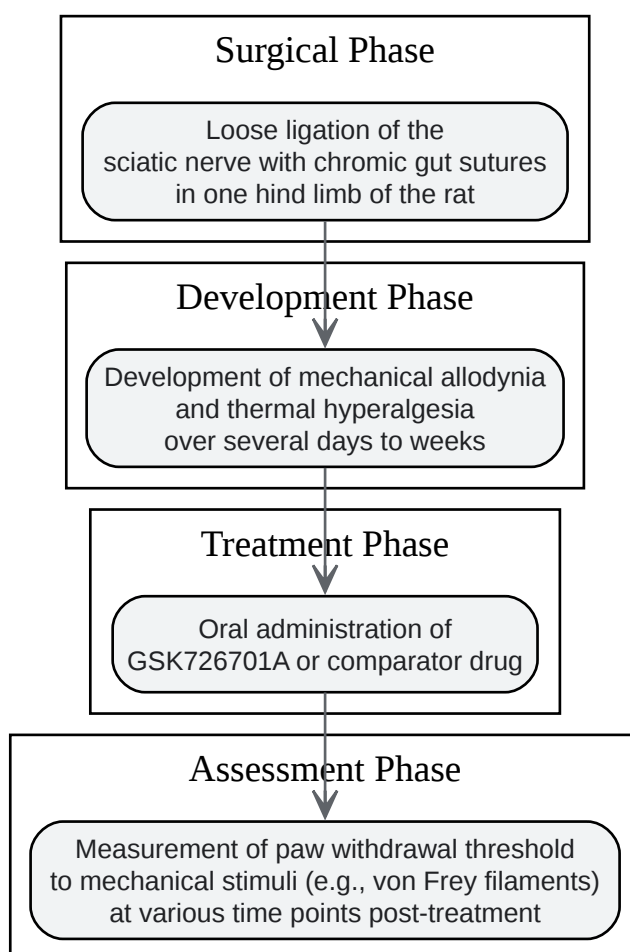 Surgical Phase
Loose ligation of the
sciatic nerve with chromic gut sutures
in one hind limb of the rat
Development Phase
Development of mechanical allodynia
and thermal hyperalgesia
over several days to weeks
Treatment Phase
Oral administration of
GSK726701A or comparator drug
Assessment Phase
Measurement of paw withdrawal threshold
to mechanical stimuli (e.g., von Frey filaments)
at various time points post-treatment